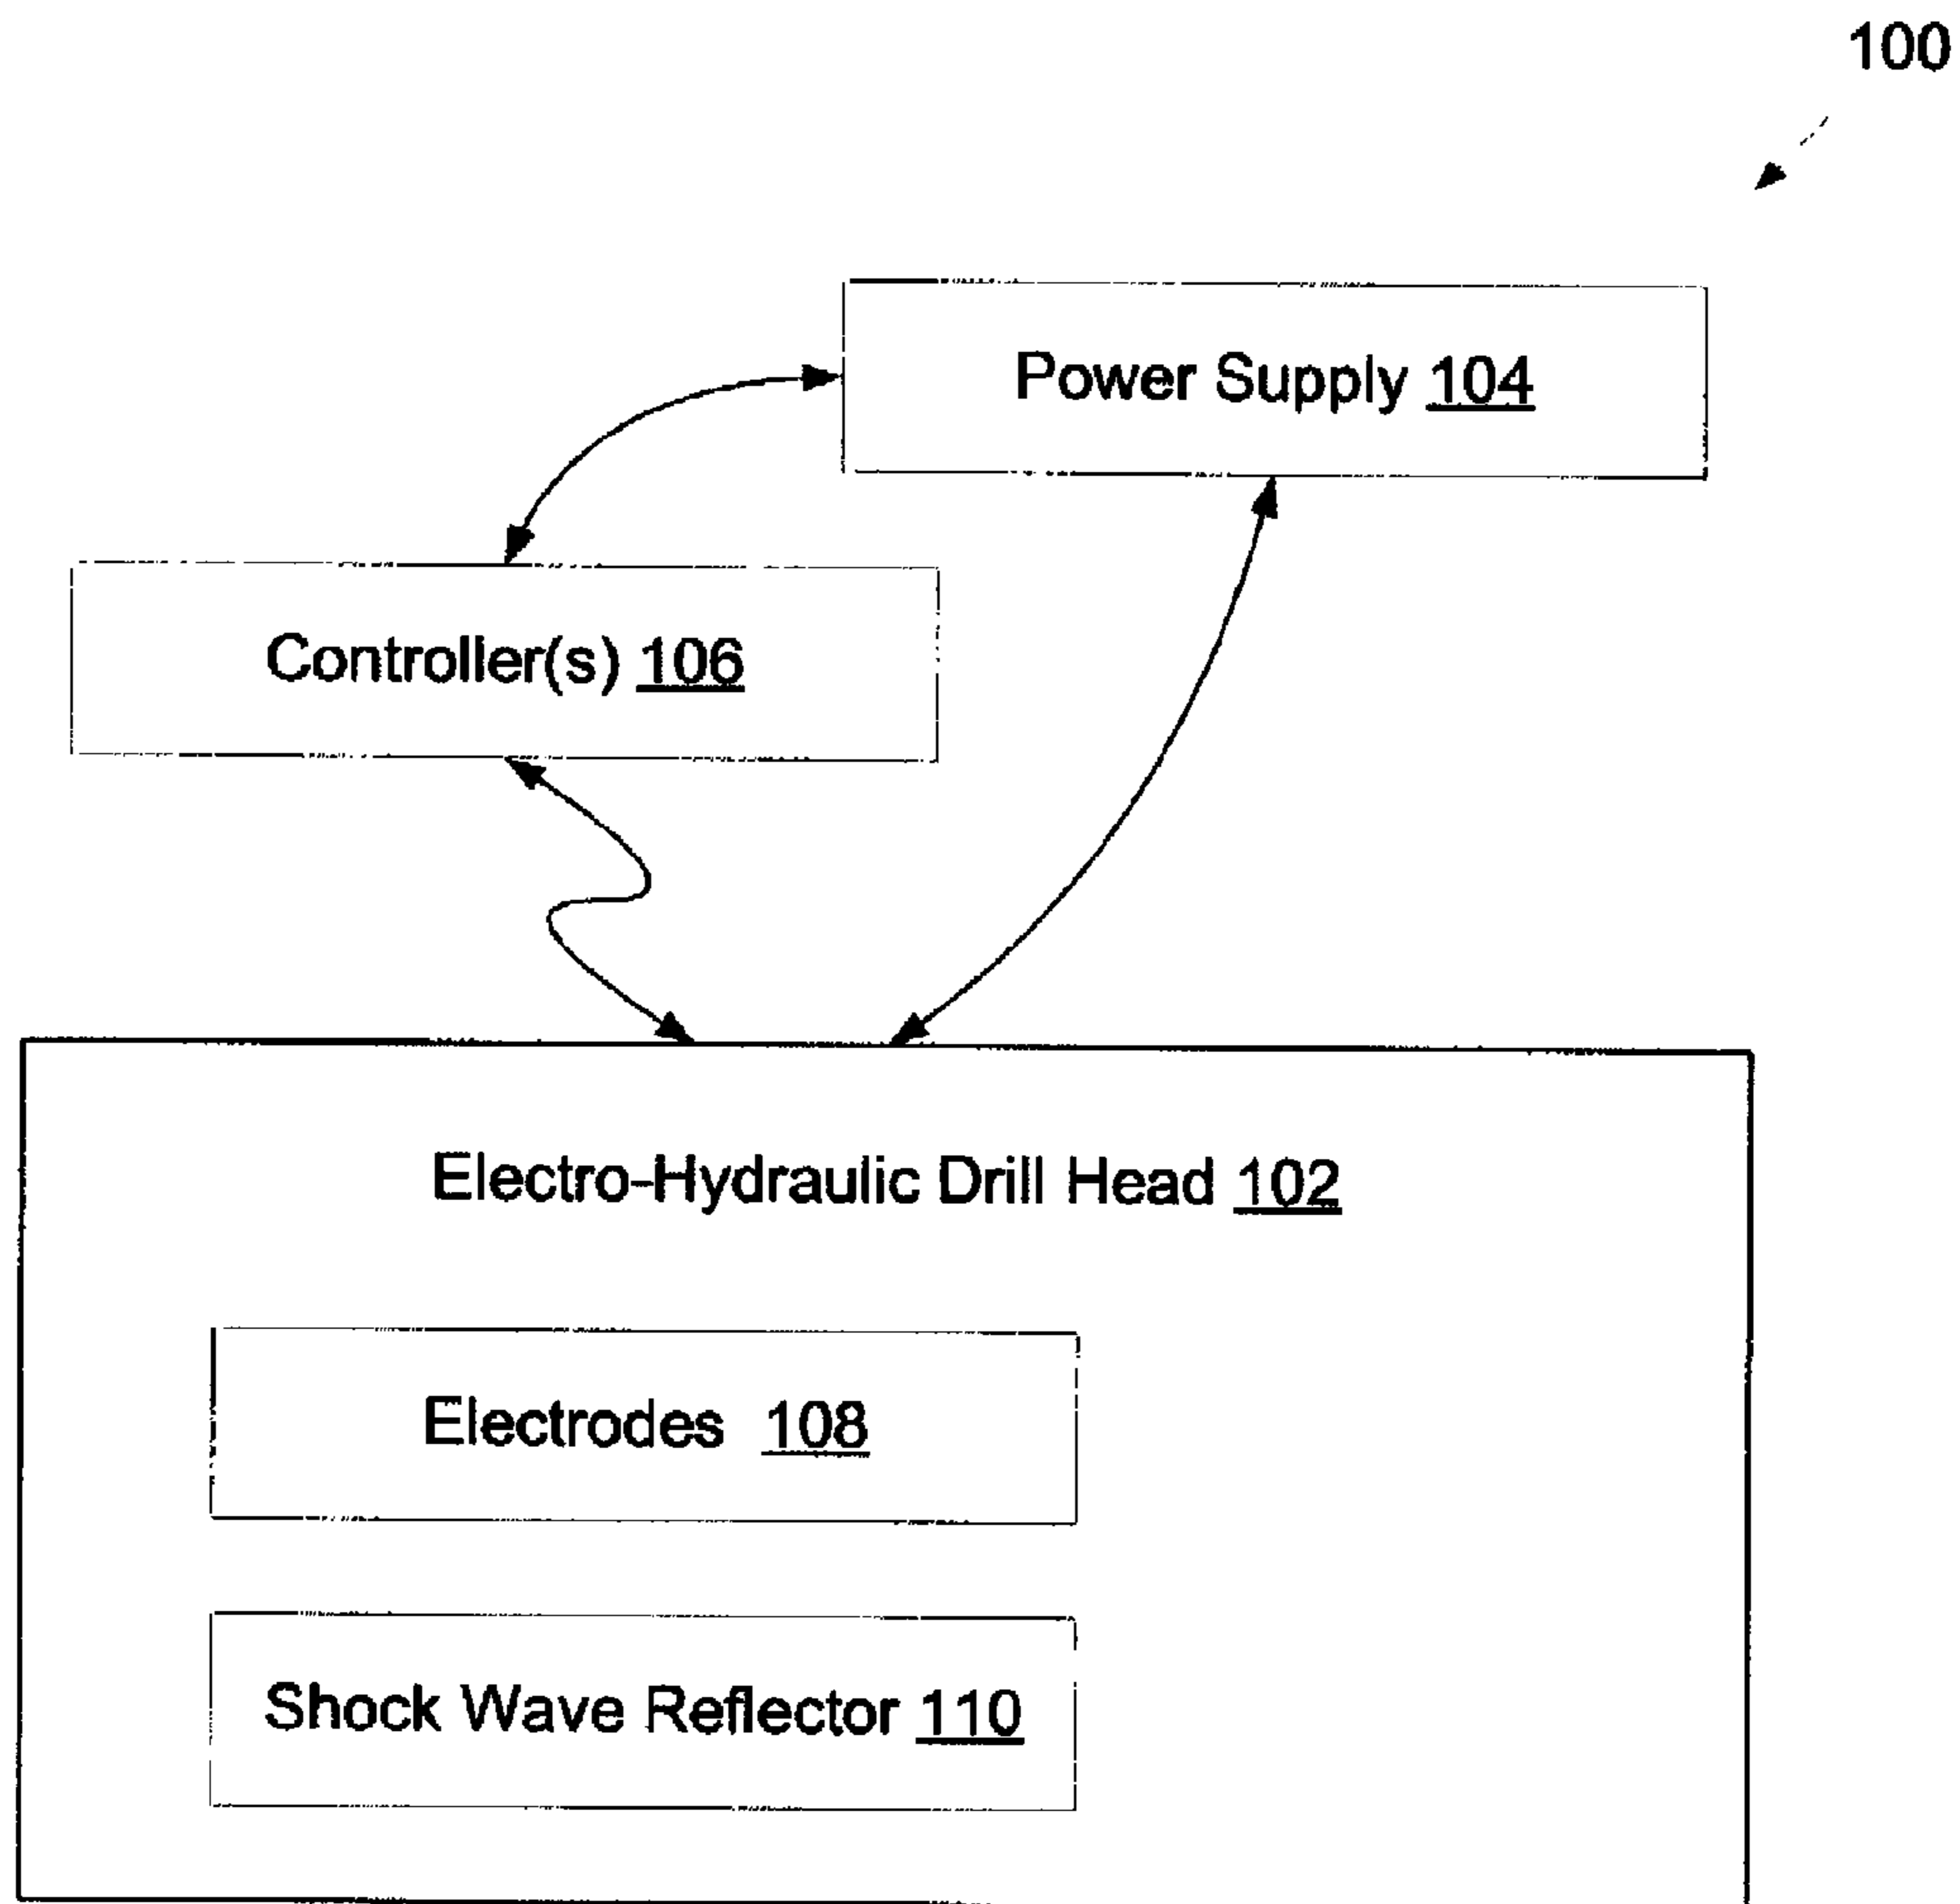 100
Power Supply 104
Controller(s) 106
Electro-Hydraulic Drill Head 102
Electrodes 108
Shock Wave Reflector 110